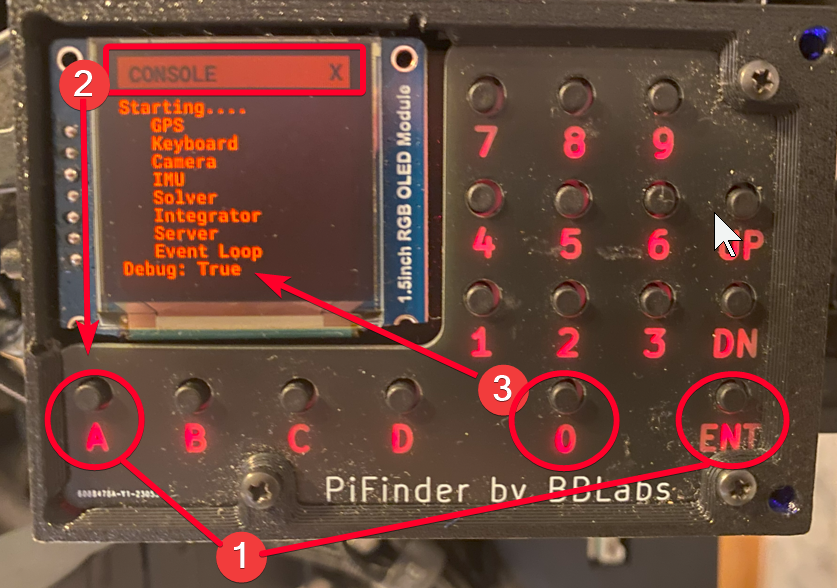 CONSOLE X
Starting....
GPS
Keyboard
Camera
IMU
Solver
Integrator
Server
Event Loop
Debug: True
1.5inch RGB OLED Module
7 8 9
4 5 6 UP
1 2 3 DN
A B C D 0 ENT
PiFinder by BDLabs
2
3
1